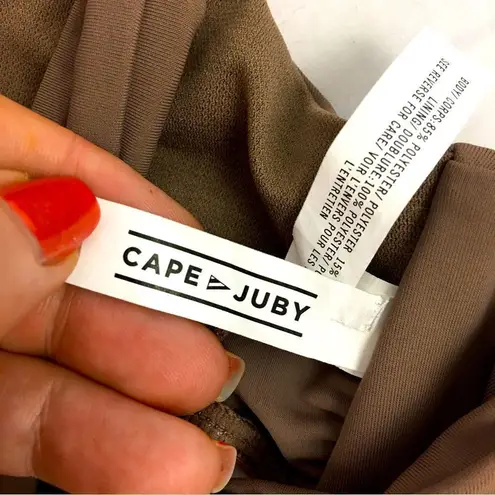 CAPE JUBY
BODY/ CORPS:85% POLYESTER/ POLYESTER 15%
LINING/ DOUBLURE:100% POLYESTER/ P
SEE REVERSE FOR CARE/ VOIR L'ENVERS POUR LES
L'ENTRETIEN